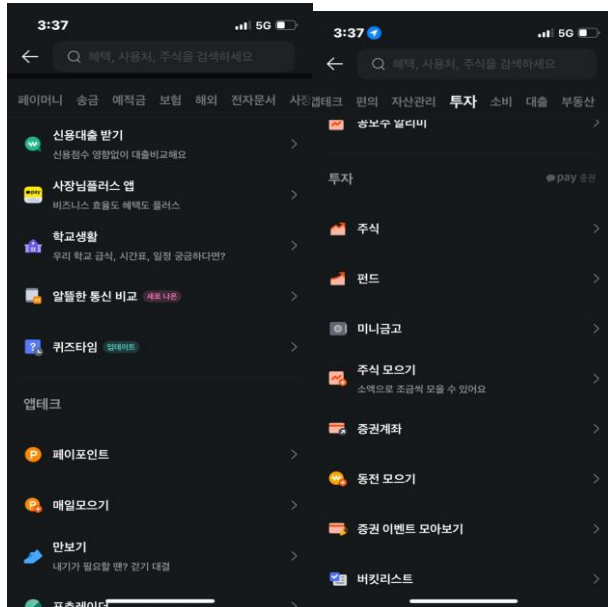 3:37
5G
혜택, 사용처, 주식을 검색하세요
페이머니 송금 예적금 보험 해외 전자문서 사장
신용대출 받기
신용점수 영향없이 대출비교해요
pay
사장님플러스 앱
비즈니스 효율도 혜택도 플러스
학교생활
우리 학교 급식, 시간표, 일정 궁금하다면?
알뜰한 통신 비교 새로 나온
퀴즈타임 업데이트
앱테크
페이포인트
매일모으기
만보기
내기가 필요할 땐? 걷기 대결
3:37
5G
혜택, 사용처, 주식을 검색하세요
앱테크 편의 자산관리 투자 소비 대출 부동산
공모주 알리미
투자
pay 증권
주식
펀드
미니금고
주식 모으기
소액으로 조금씩 모을 수 있어요
증권계좌
동전 모으기
증권 이벤트 모아보기
버킷리스트